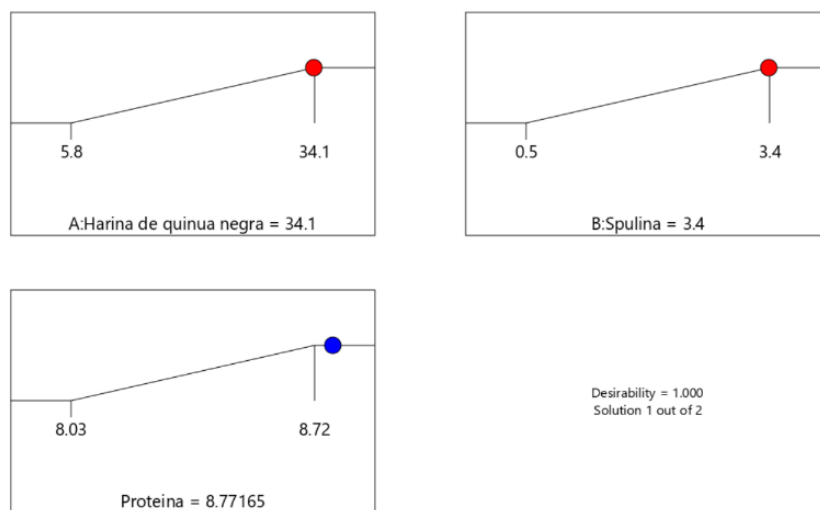 5.8 34.1
A:Harina de quinua negra = 34.1
0.5 3.4
B:Spulina = 3.4
8.03 8.72
Proteina = 8.77165
Desirability = 1.000
Solution 1 out of 2